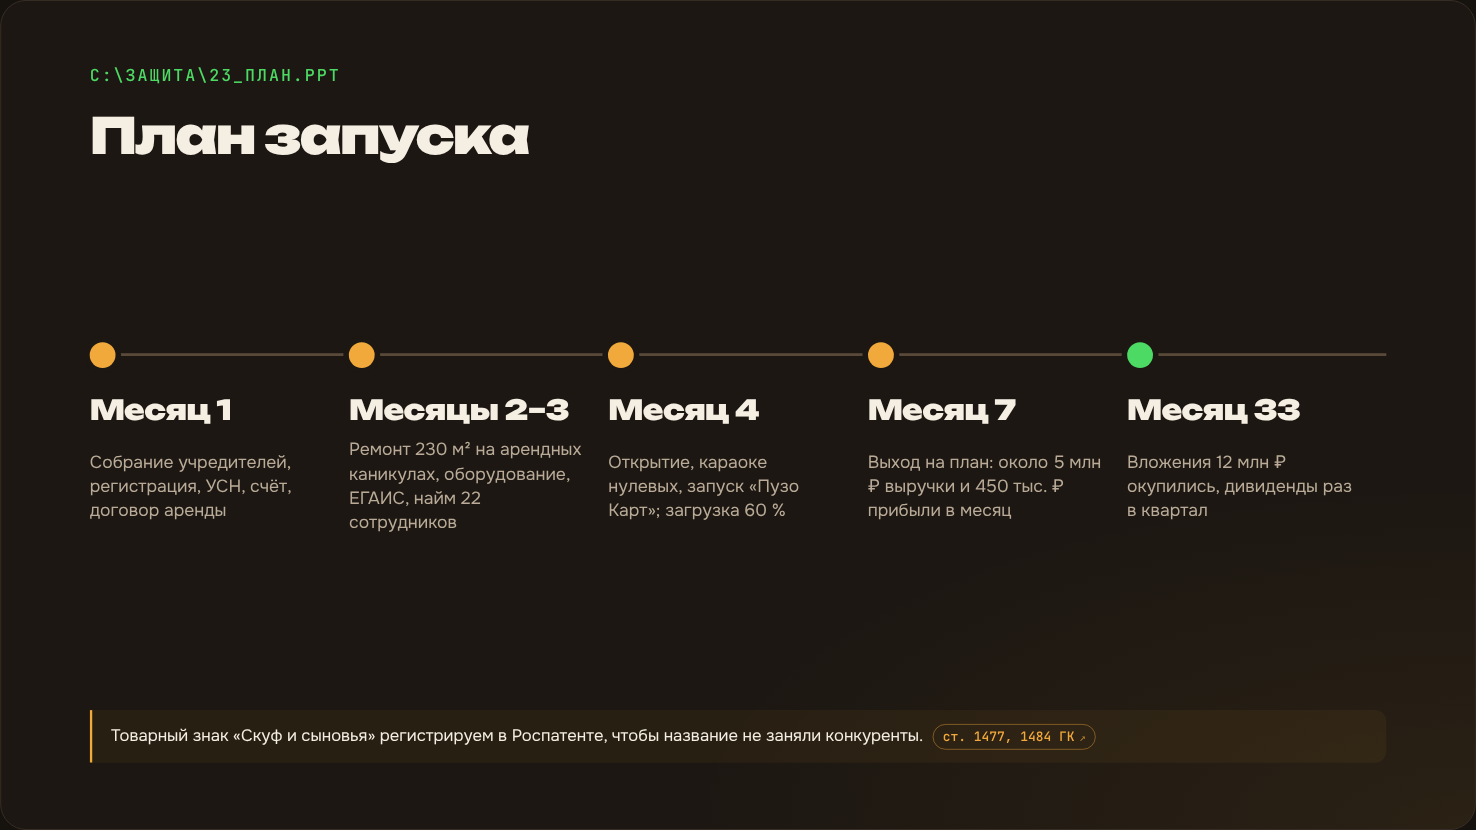 C:\ЗАЩИТА\23_ПЛАН.PPT
План запуска
Месяц 1
Собрание учредителей,
регистрация, УСН, счёт,
договор аренды
Месяцы 2–3
Ремонт 230 м² на арендных
каникулах, оборудование,
ЕГАИС, найм 22
сотрудников
Месяц 4
Открытие, караоке
нулевых, запуск «Пузо
Карт»; загрузка 60 %
Месяц 7
Выход на план: около 5 млн
₽ выручки и 450 тыс. ₽
прибыли в месяц
Месяц 33
Вложения 12 млн ₽
окупились, дивиденды раз
в квартал
Товарный знак «Скуф и сыновья» регистрируем в Роспатенте, чтобы название не заняли конкуренты. ст. 1477, 1484 ГК ↗